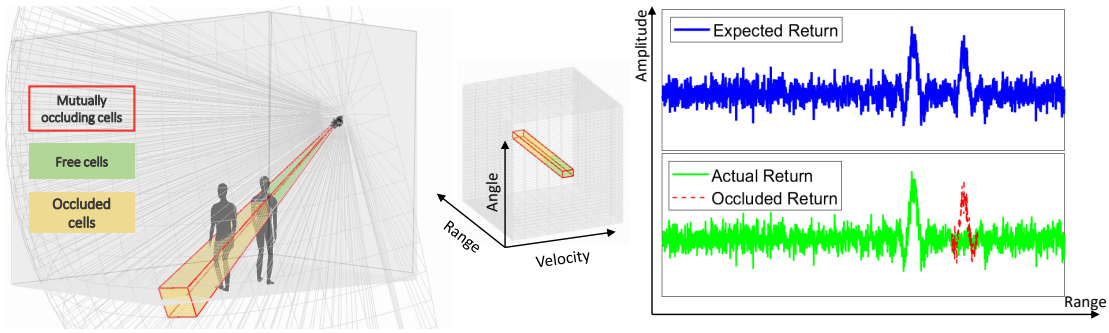 Mutually
occluding cells
Free cells
Occluded
cells
Angle
Range
Velocity
Amplitude
Expected Return
Actual Return
Occluded Return
Range